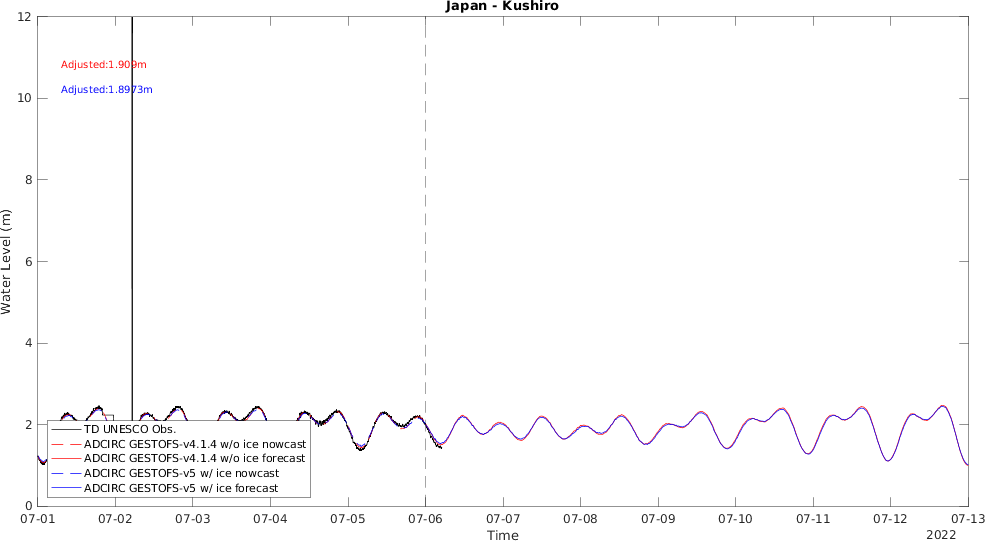 Japan - Kushiro
12
Adjusted:1.909m
Adjusted:1.8973m
10
8
6
4
2
0
Water Level (m)
TD UNESCO Obs.
ADCIRC GESTOFS-v4.1.4 w/o ice nowcast
ADCIRC GESTOFS-v4.1.4 w/o ice forecast
ADCIRC GESTOFS-v5 w/ ice nowcast
ADCIRC GESTOFS-v5 w/ ice forecast
07-01 07-02 07-03 07-04 07-05 07-06 07-07 07-08 07-09 07-10 07-11 07-12 07-13
Time
2022